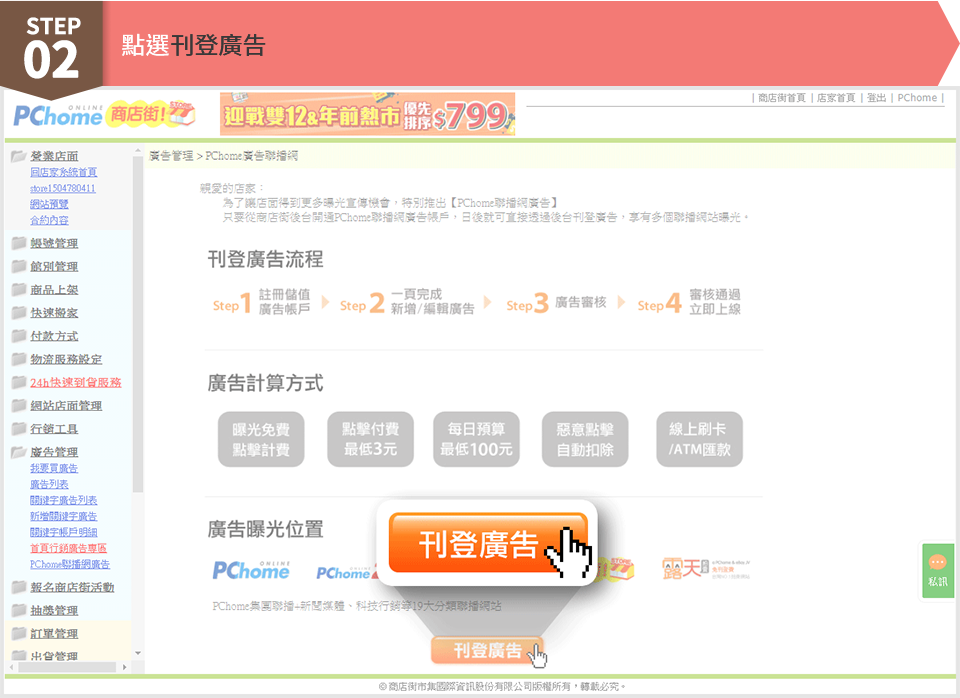 STEP
02
點選刊登廣告
PChome ONLINE 商店街! STORE
迎戰雙12&年前熱市優先排序$799
| 商店街首頁 | 店家首頁 | 登出 | PChome |
廣告管理 > PChome廣告聯播網
營業店面
回店家系統首頁
store1504780411
網站預覽
合約內容
帳號管理
館別管理
商品上架
快速搬家
付款方式
物流服務設定
24h快速到貨服務
網站店面管理
行銷工具
廣告管理
我要買廣告
廣告列表
關鍵字廣告列表
新增關鍵字廣告
關鍵字帳戶明細
首頁行銷廣告專區
PChome聯播網廣告
報名商店街活動
抽獎管理
訂單管理
出貨管理
親愛的店家：
為了讓店面得到更多曝光宣傳機會，特別推出【PChome聯播網廣告】
只要從商店街後台開通PChome聯播網廣告帳戶，日後就可直接透過後台刊登廣告，享有多個聯播網站曝光。
刊登廣告流程
Step1 註冊儲值
廣告帳戶
Step2 一頁完成
新增/編輯廣告
Step3 廣告審核
Step4 審核通過
立即上線
廣告計算方式
曝光免費
點擊計費
點擊付費
最低3元
每日預算
最低100元
惡意點擊
自動扣除
線上刷卡
/ATM匯款
廣告曝光位置
刊登廣告
PChome ONLINE
PChome
露天
PChome集團聯播+新聞媒體、科技行銷等19大分類聯播網站
刊登廣告
私訊
©商店街市集國際資訊股份有限公司版權所有，轉載必究。